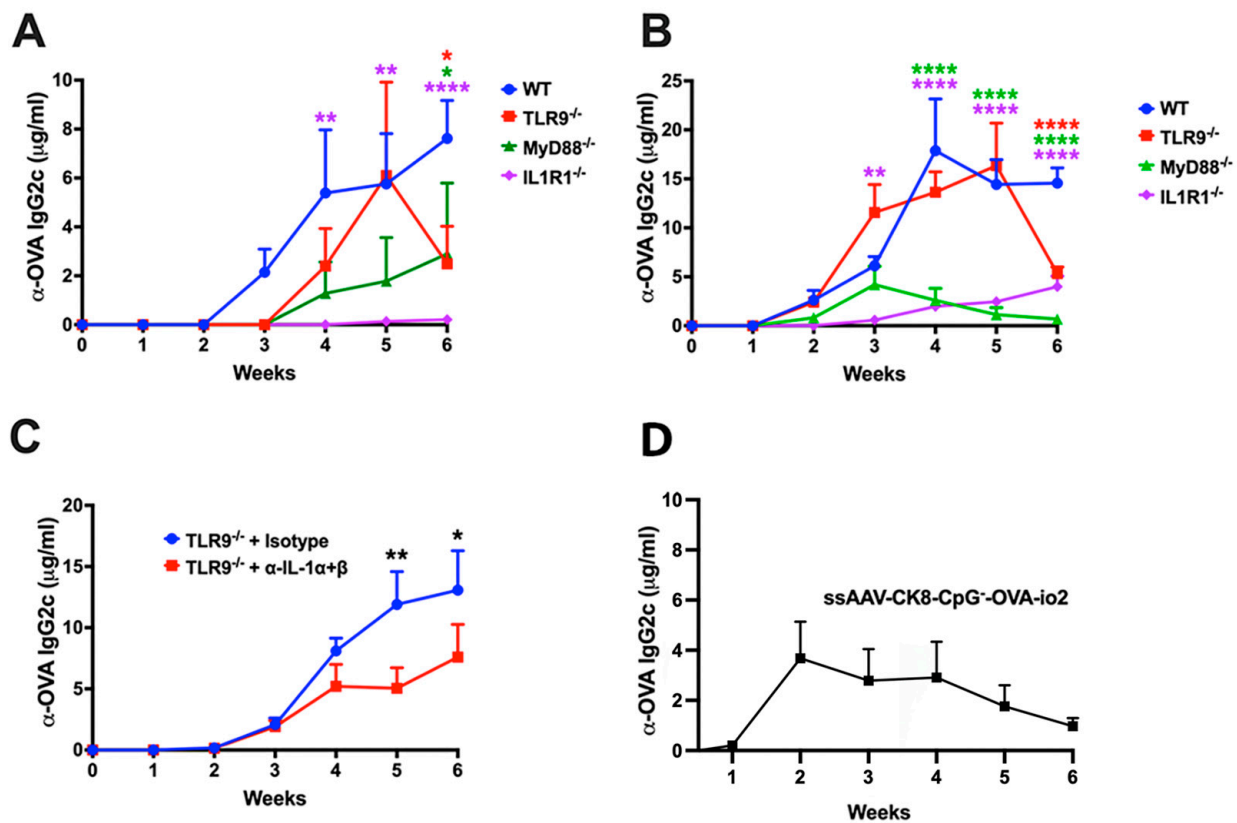 A
α-OVA IgG2c (μg/ml)
10
8
6
4
2
0
0 1 2 3 4 5 6
Weeks
**
**
*
*
****
WT
TLR9-/-
MyD88-/-
IL1R1-/-
B
α-OVA IgG2c (μg/ml)
25
20
15
10
5
0
0 1 2 3 4 5 6
Weeks
**
****
****
****
****
****
****
****
WT
TLR9-/-
MyD88-/-
IL1R1-/-
C
α-OVA IgG2c (μg/ml)
20
15
10
5
0
0 1 2 3 4 5 6
Weeks
TLR9-/- + Isotype
TLR9-/- + α-IL-1α+β
**
*
D
α-OVA IgG2c (μg/ml)
10
8
6
4
2
0
1 2 3 4 5 6
Weeks
ssAAV-CK8-CpG--OVA-io2